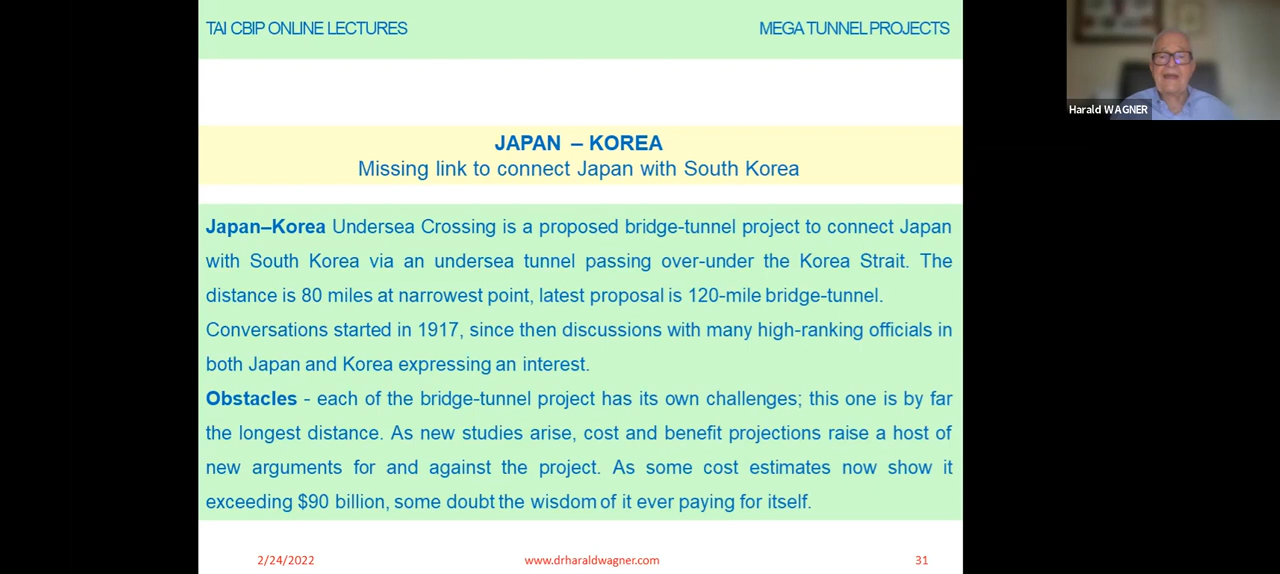 TAI CBIP ONLINE LECTURES MEGA TUNNEL PROJECTS
Harald WAGNER
JAPAN – KOREA
Missing link to connect Japan with South Korea
Japan–Korea Undersea Crossing is a proposed bridge-tunnel project to connect Japan
with South Korea via an undersea tunnel passing over-under the Korea Strait. The
distance is 80 miles at narrowest point, latest proposal is 120-mile bridge-tunnel.
Conversations started in 1917, since then discussions with many high-ranking officials in
both Japan and Korea expressing an interest.
Obstacles - each of the bridge-tunnel project has its own challenges; this one is by far
the longest distance. As new studies arise, cost and benefit projections raise a host of
new arguments for and against the project. As some cost estimates now show it
exceeding $90 billion, some doubt the wisdom of it ever paying for itself.
2/24/2022 www.drharaldwagner.com 31